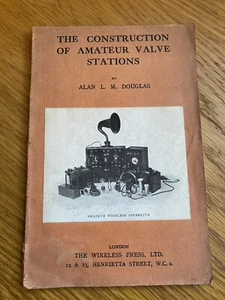 THE CONSTRUCTION
OF AMATEUR VALVE
STATIONS
BY
ALAN L. M. DOUGLAS
AMATEUR WIRELESS APPARATUS.
LONDON
THE WIRELESS PRESS, LTD.
12 & 13, HENRIETTA STREET, W.C. 2.